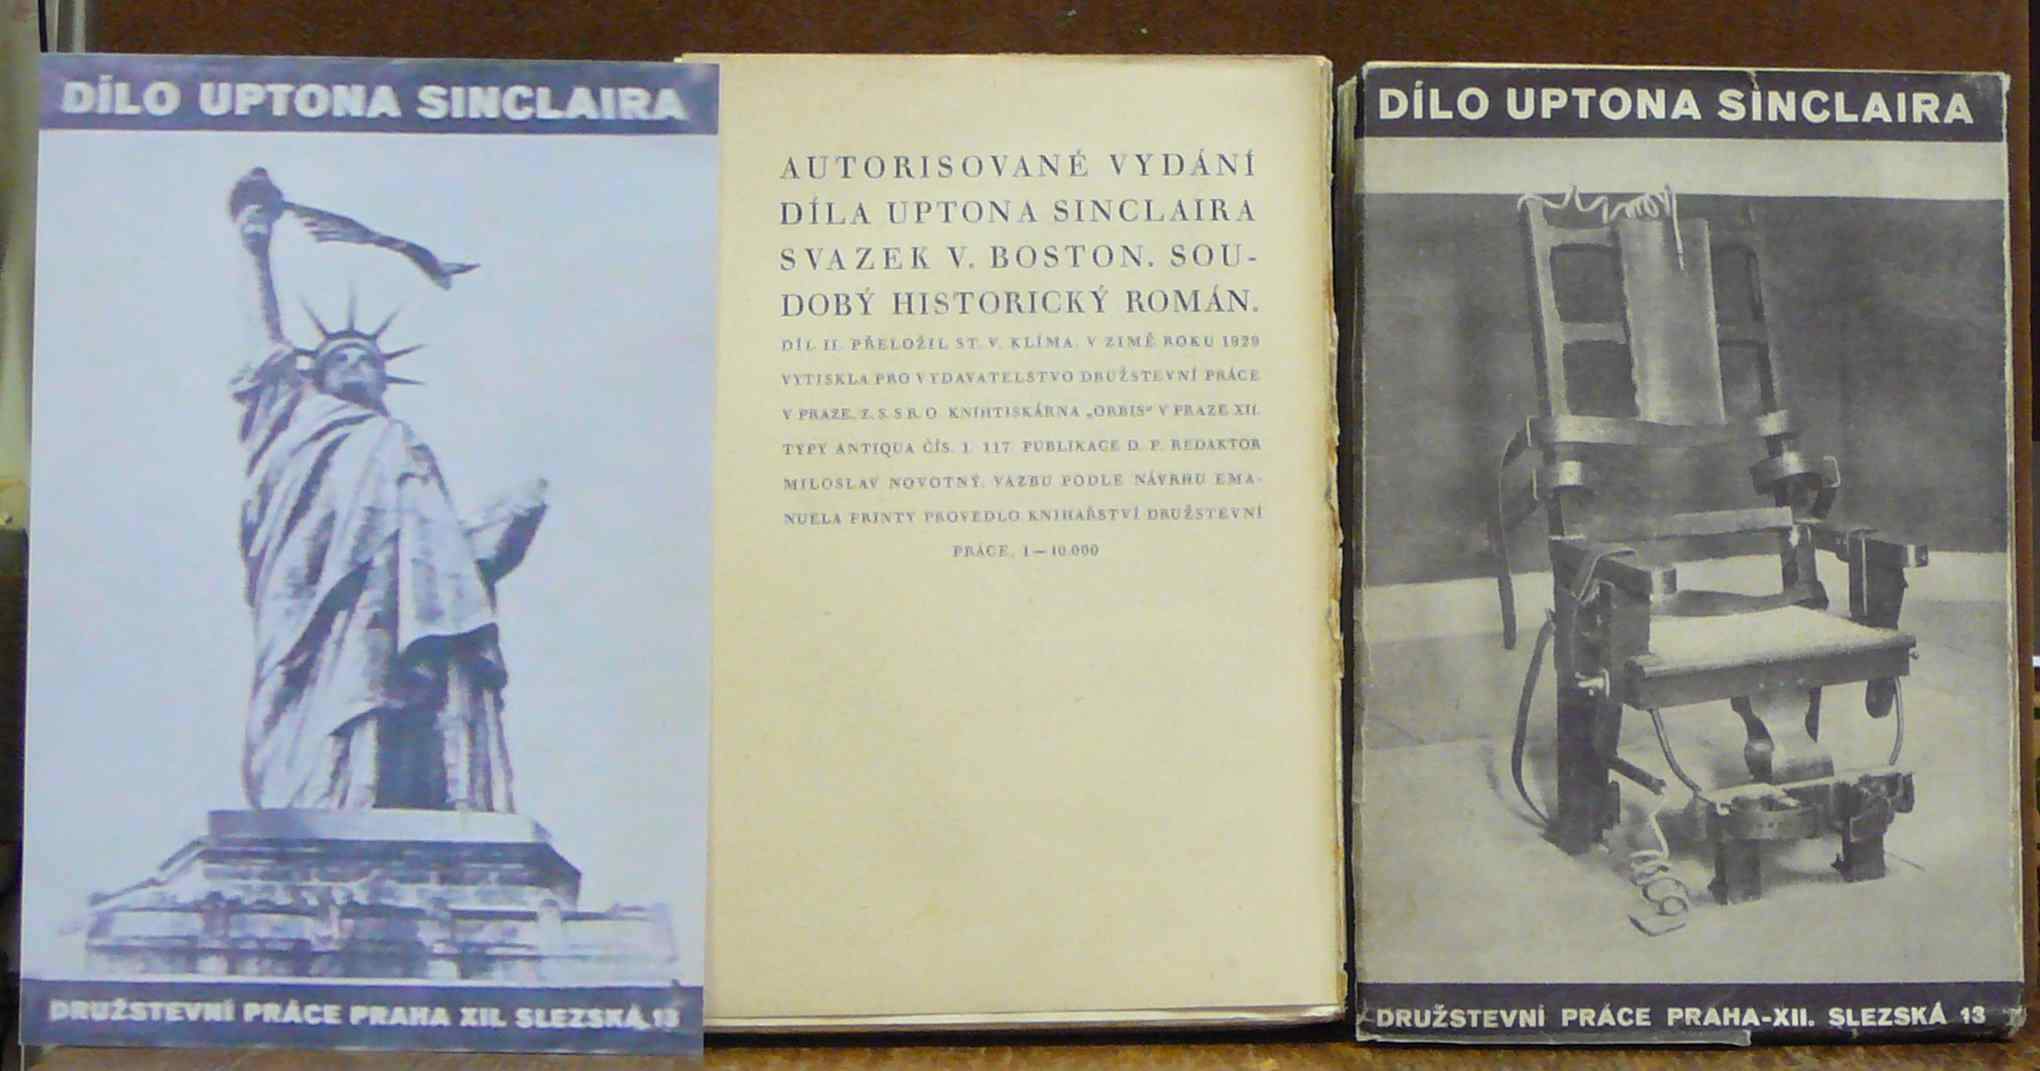 DÍLO UPTONA SINCLAIRA
DRUŽSTEVNÍ PRÁCE PRAHA XII. SLEZSKÁ 13
AUTORISOVANÉ VYDÁNÍ
DÍLA UPTONA SINCLAIRA
SVAZEK V. BOSTON. SOU-
DOBÝ HISTORICKÝ ROMÁN.
DÍL II. PŘELOŽIL ST. V. KLÍMA. V ZIMĚ ROKU 1929
VYTISKLA PRO VYDAVATELSTVO DRUŽSTEVNÍ PRÁCE
V PRAZE, Z. S. S R. O. KNIHTISKÁRNA „ORBIS“ V PRAZE XII.
TYPY ANTIQUA ČÍS. 1. 117. PUBLIKACE D. P. REDAKTOR
MILOSLAV NOVOTNÝ. VAZBU PODLE NÁVRHU EMA-
NUELA FRINTY PROVEDLO KNIHAŘSTVÍ DRUŽSTEVNÍ
PRÁCE. 1—10.000
DÍLO UPTONA SINCLAIRA
DRUŽSTEVNÍ PRÁCE PRAHA-XII. SLEZSKÁ 13